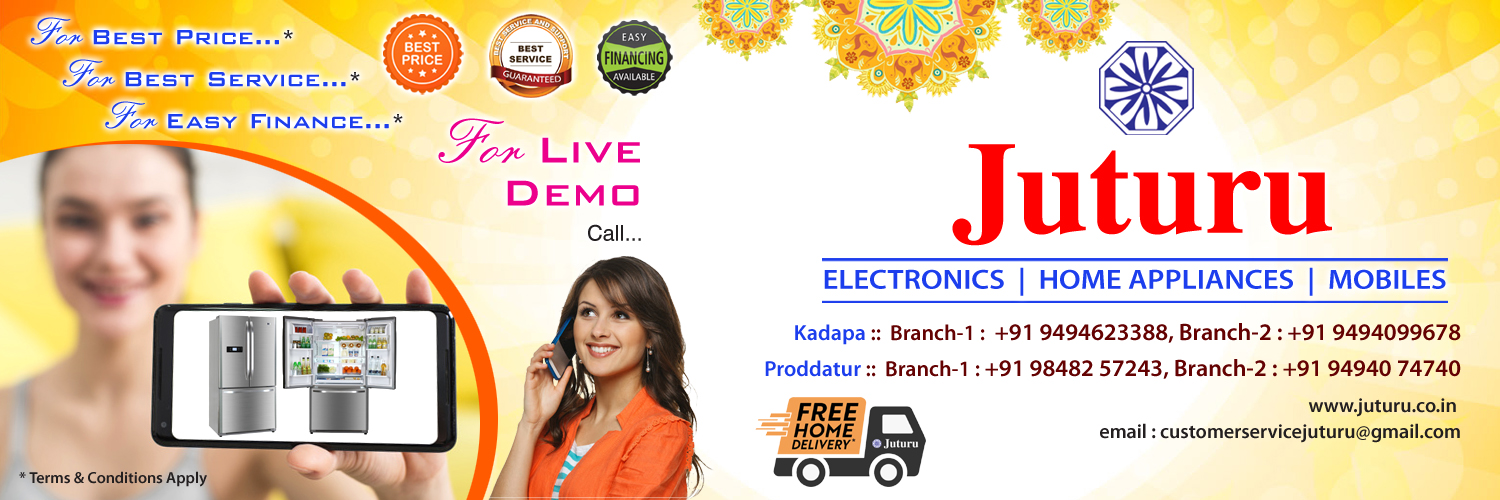 For Best Price...*
For Best Service...*
For Easy Finance...*
BEST
PRICE
BEST SERVICE AND SUPPORT
BEST
SERVICE
GUARANTEED
EASY
FINANCING
AVAILABLE
For Live
Demo
Call...
* Terms & Conditions Apply
Juturu
ELECTRONICS | HOME APPLIANCES | MOBILES
Kadapa :: Branch-1 : +91 9494623388, Branch-2 : +91 9494099678
Proddatur :: Branch-1 : +91 98482 57243, Branch-2 : +91 94940 74740
www.juturu.co.in
email : customerservicejuturu@gmail.com
FREE
HOME
DELIVERY*
Juturu